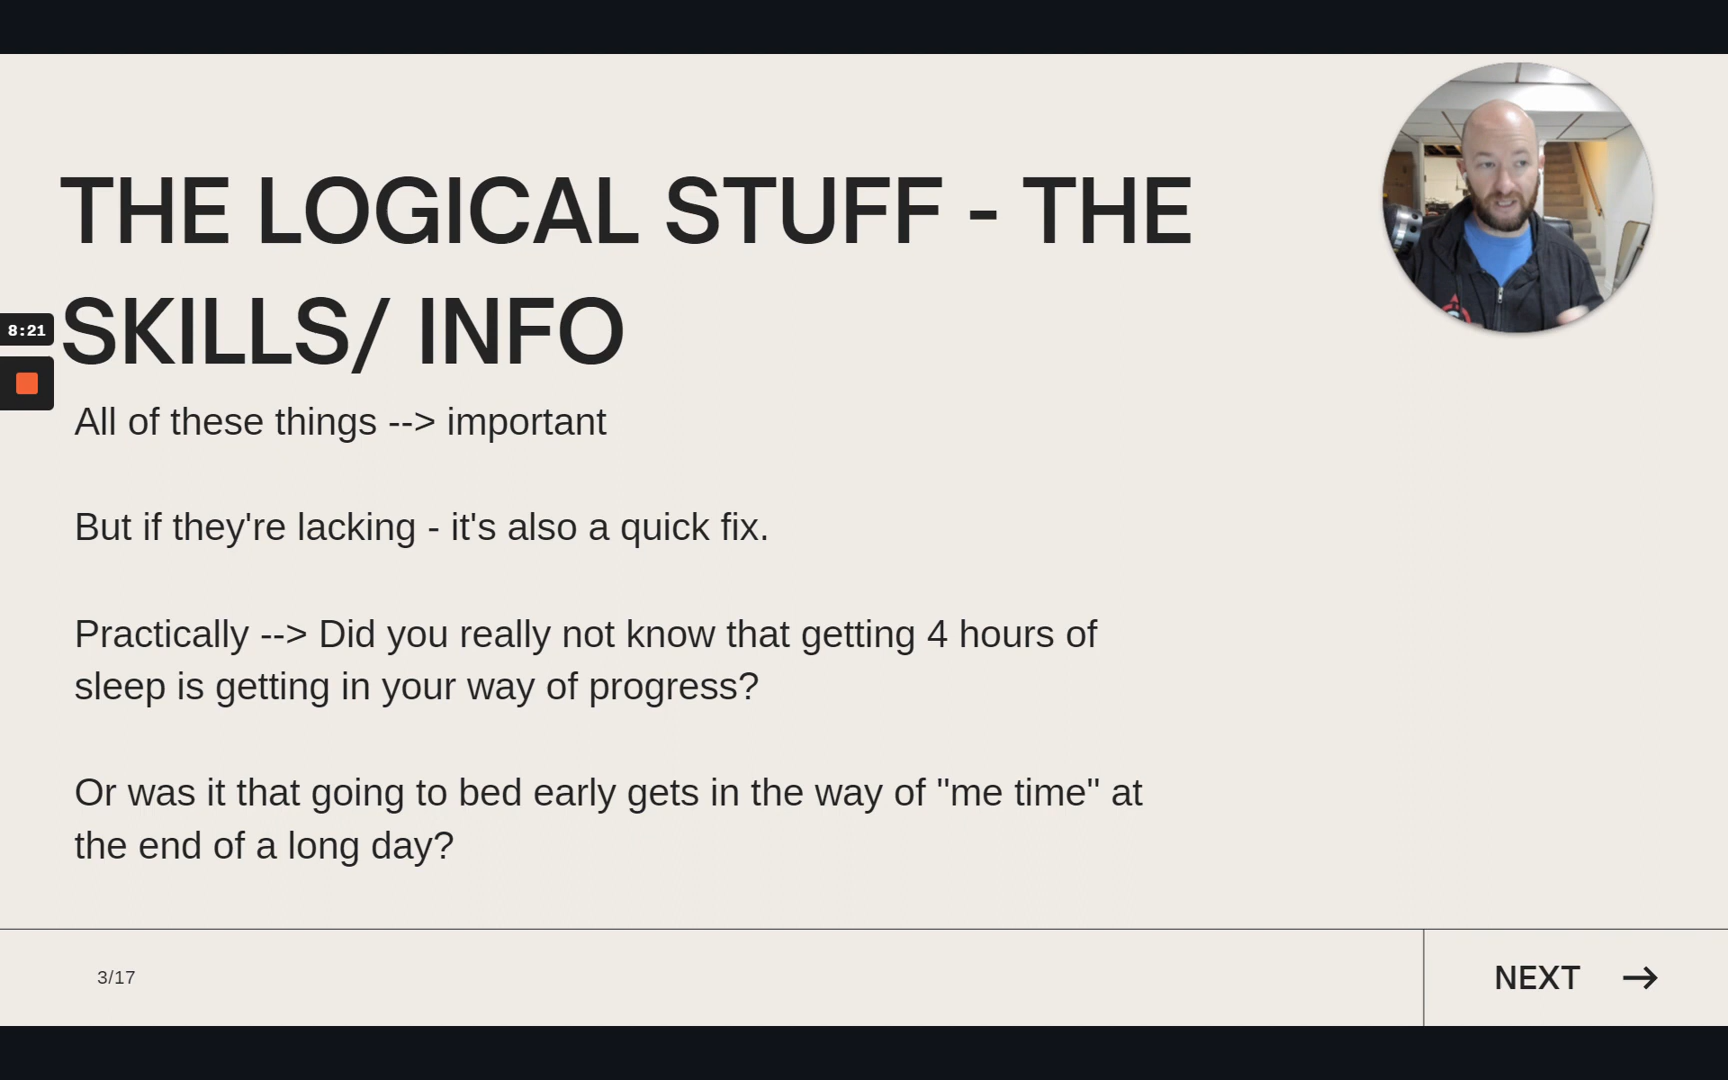 THE LOGICAL STUFF - THE
SKILLS/ INFO
8:21
All of these things --> important
But if they're lacking - it's also a quick fix.
Practically --> Did you really not know that getting 4 hours of
sleep is getting in your way of progress?
Or was it that going to bed early gets in the way of "me time" at
the end of a long day?
3/17
NEXT →